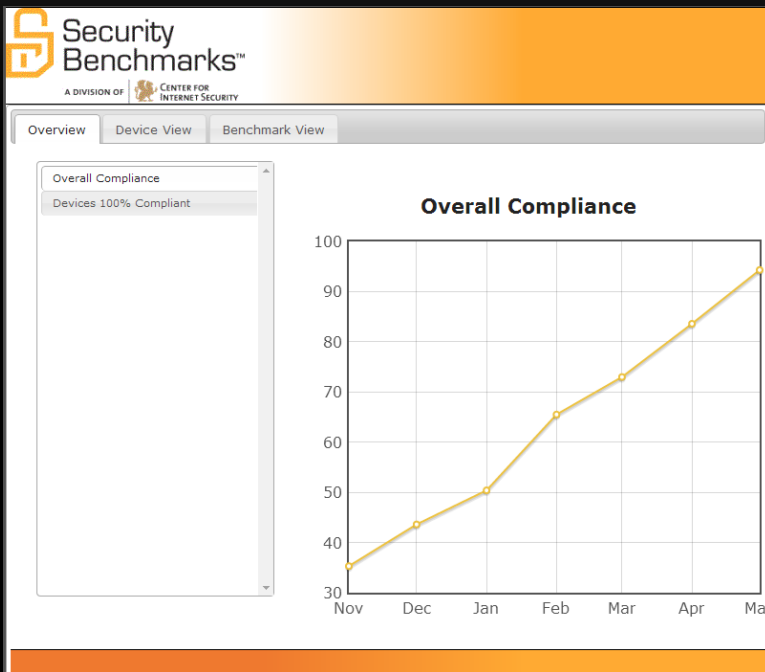 Security
Benchmarks™
A DIVISION OF
CENTER FOR
INTERNET SECURITY
Overview
Device View
Benchmark View
Overall Compliance
Devices 100% Compliant
Overall Compliance
100
90
80
70
60
50
40
30
Nov Dec Jan Feb Mar Apr Ma